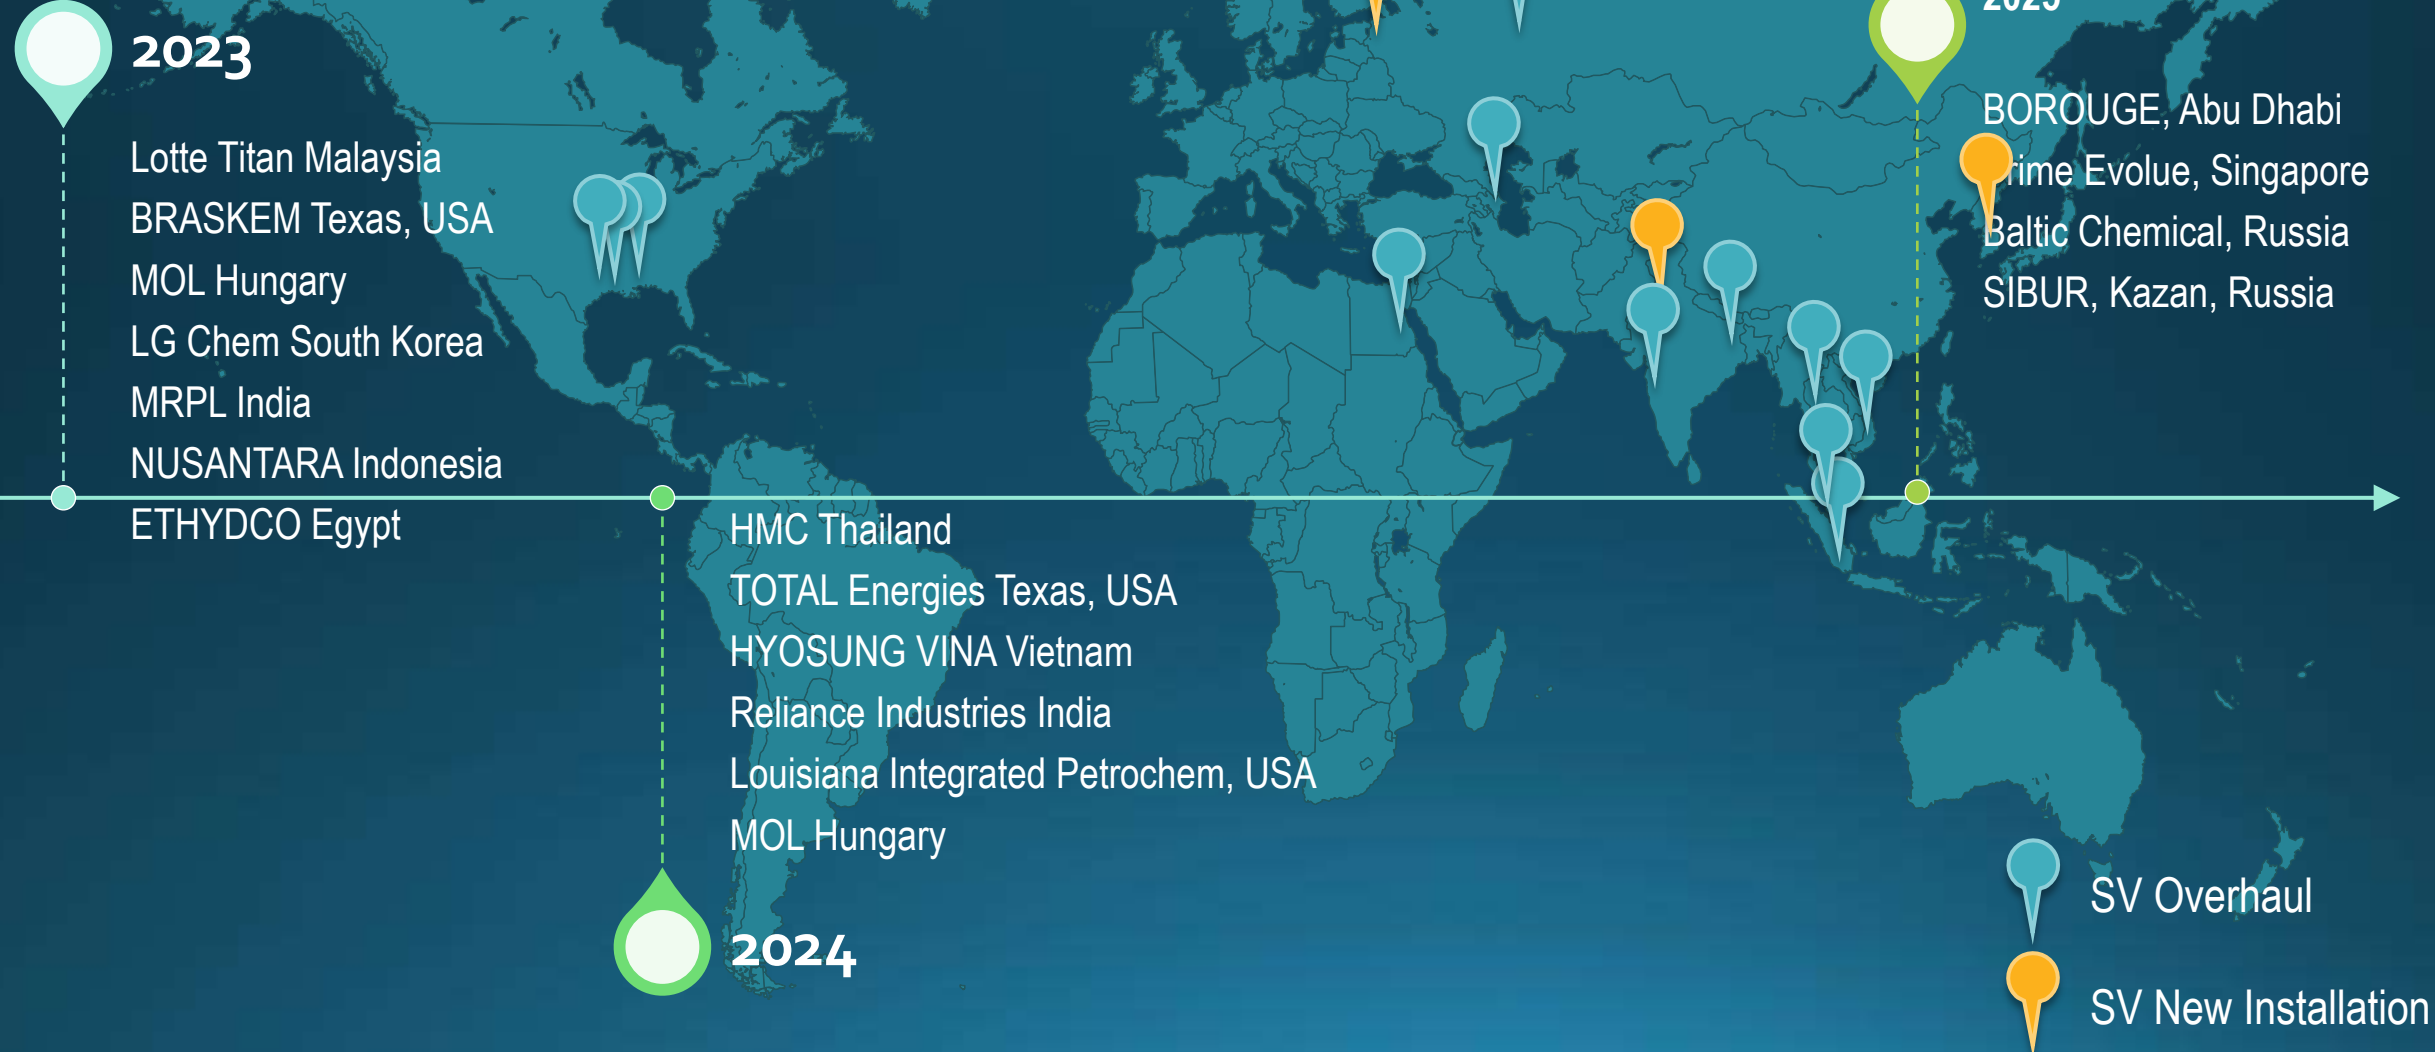 2023
Lotte Titan Malaysia
BRASKEM Texas, USA
MOL Hungary
LG Chem South Korea
MRPL India
NUSANTARA Indonesia
ETHYDCO Egypt
HMC Thailand
TOTAL Energies Texas, USA
HYOSUNG VINA Vietnam
Reliance Industries India
Louisiana Integrated Petrochem, USA
MOL Hungary
2024
2025
BOROUGE, Abu Dhabi
rime Evolue, Singapore
Baltic Chemical, Russia
SIBUR, Kazan, Russia
SV Overhaul
SV New Installation